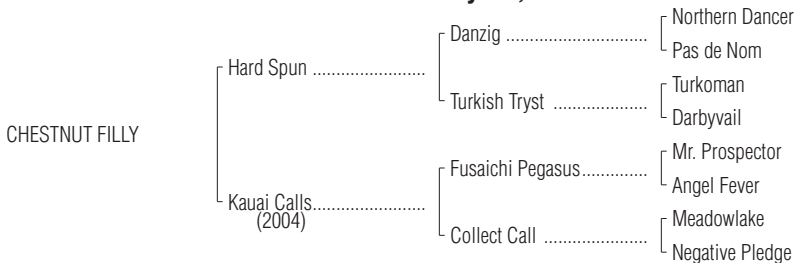 Northern Dancer
Danzig ..............................
Pas de Nom
Hard Spun ........................
Turkoman
Turkish Tryst ....................
Darbyvail
CHESTNUT FILLY
Mr. Prospector
Fusaichi Pegasus..............
Angel Fever
Kauai Calls........................
(2004)
Meadowlake
Collect Call ......................
Negative Pledge